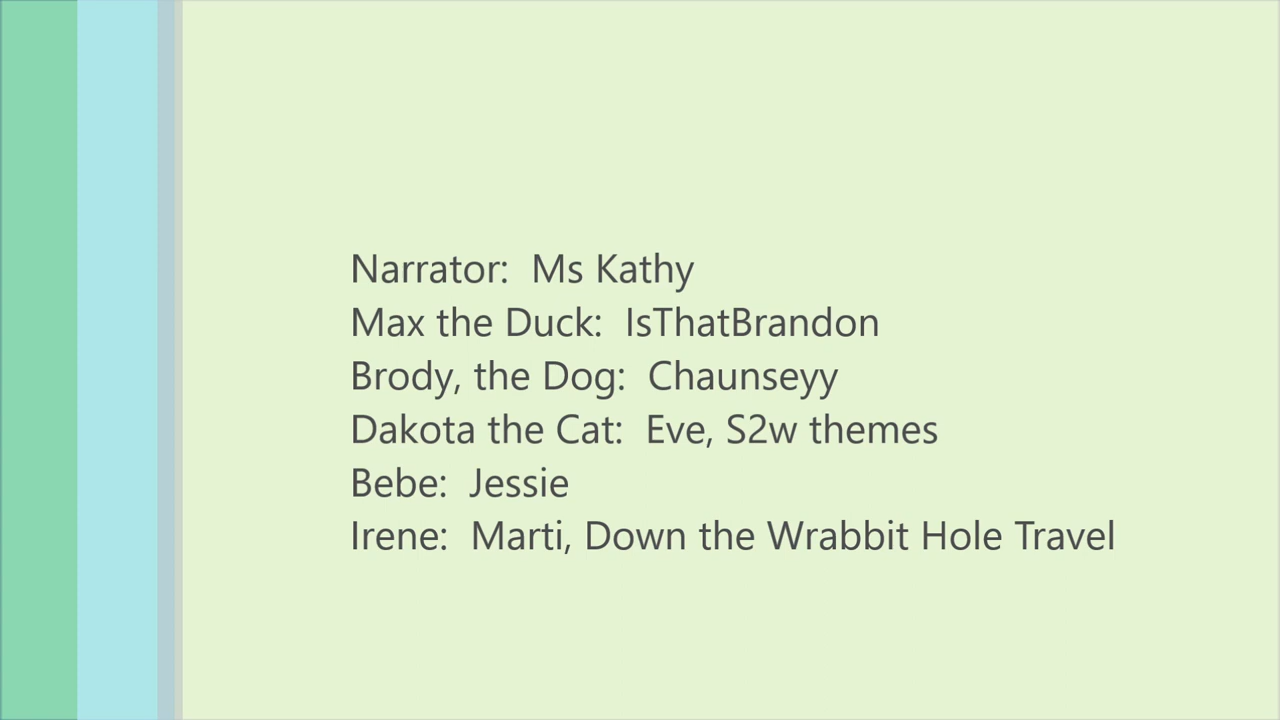 Narrator:  Ms Kathy
Max the Duck:  IsThatBrandon
Brody, the Dog:  Chaunseyy
Dakota the Cat:  Eve, S2w themes
Bebe:  Jessie
Irene:  Marti, Down the Wrabbit Hole Travel